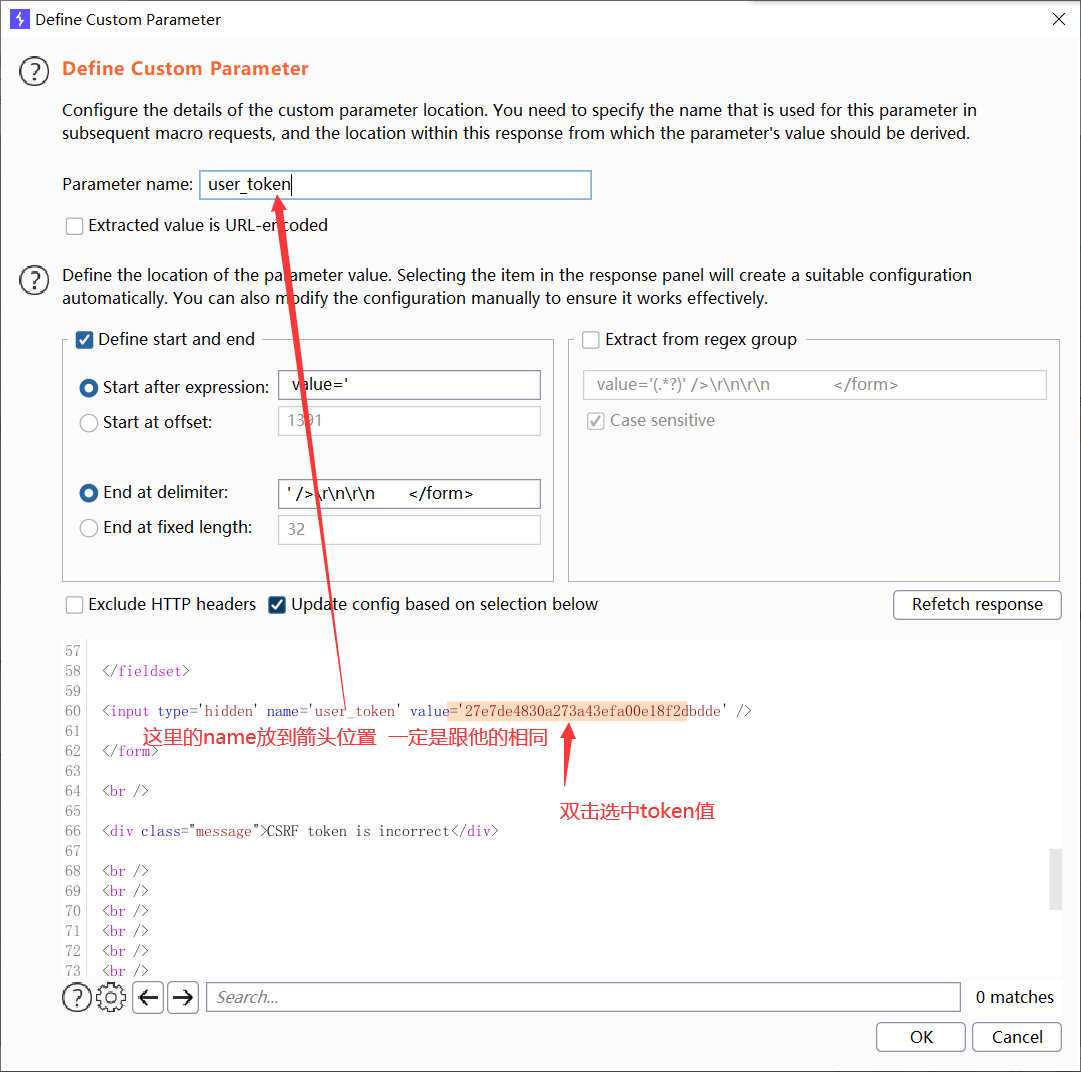 Define Custom Parameter
Define Custom Parameter
Configure the details of the custom parameter location. You need to specify the name that is used for this parameter in
subsequent macro requests, and the location within this response from which the parameter's value should be derived.
Parameter name: user_token
Extracted value is URL-encoded
Define the location of the parameter value. Selecting the item in the response panel will create a suitable configuration
automatically. You can also modify the configuration manually to ensure it works effectively.
Define start and end
Start after expression: value='
Start at offset: 1391
End at delimiter: ' />\r\n\r\n </form>
End at fixed length: 32
Extract from regex group
value='(.*?)' />\r\n\r\n </form>
Case sensitive
Exclude HTTP headers Update config based on selection below Refetch response
57
58 </fieldset>
59
60 <input type='hidden' name='user_token' value='27e7de4830a273a43efa00e18f2dbdde' />
61
这里的name放到箭头位置 一定是跟他的相同
62 </form>
63
64 <br />
65
双击选中token值
66 <div class="message">CSRF token is incorrect</div>
67
68 <br />
69 <br />
70 <br />
71 <br />
72 <br />
73 <br />
Search... 0 matches
OK Cancel